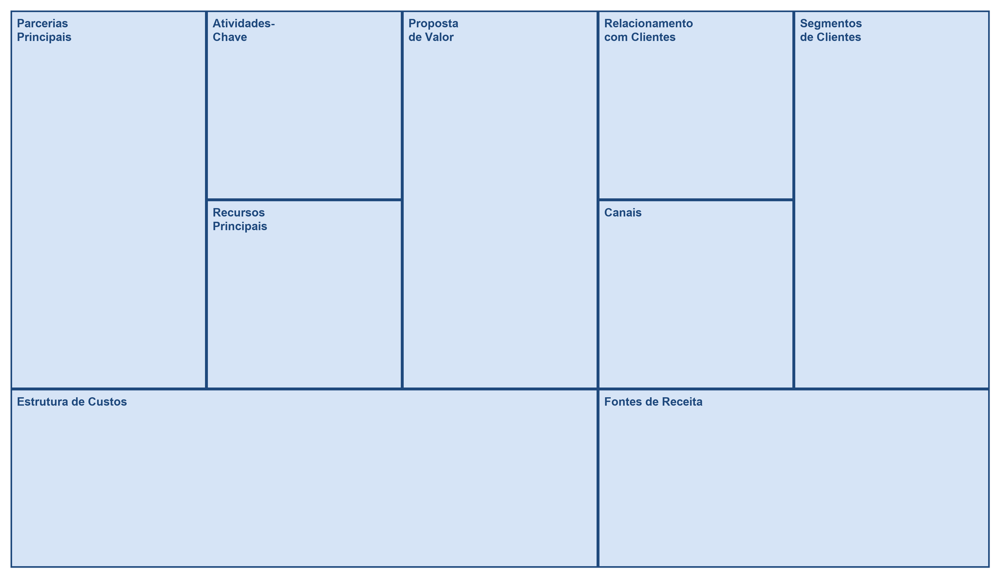 Parcerias
Principais
Atividades-
Chave
Proposta
de Valor
Relacionamento
com Clientes
Segmentos
de Clientes
Recursos
Principais
Canais
Estrutura de Custos
Fontes de Receita